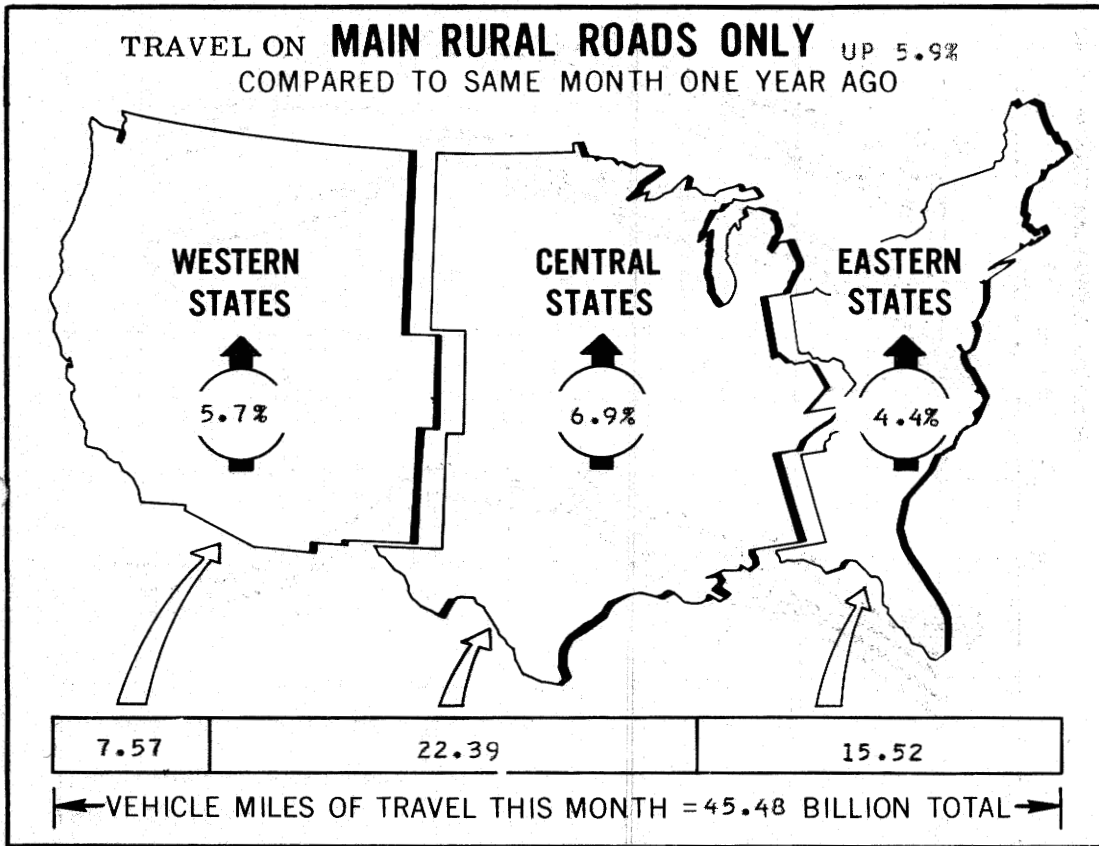 TRAVEL ON MAIN RURAL ROADS ONLY UP 5.9%
COMPARED TO SAME MONTH ONE YEAR AGO
WESTERN
STATES
5.7%
CENTRAL
STATES
6.9%
EASTERN
STATES
4.4%
7.57
22.39
15.52
VEHICLE MILES OF TRAVEL THIS MONTH =45.48 BILLION TOTAL